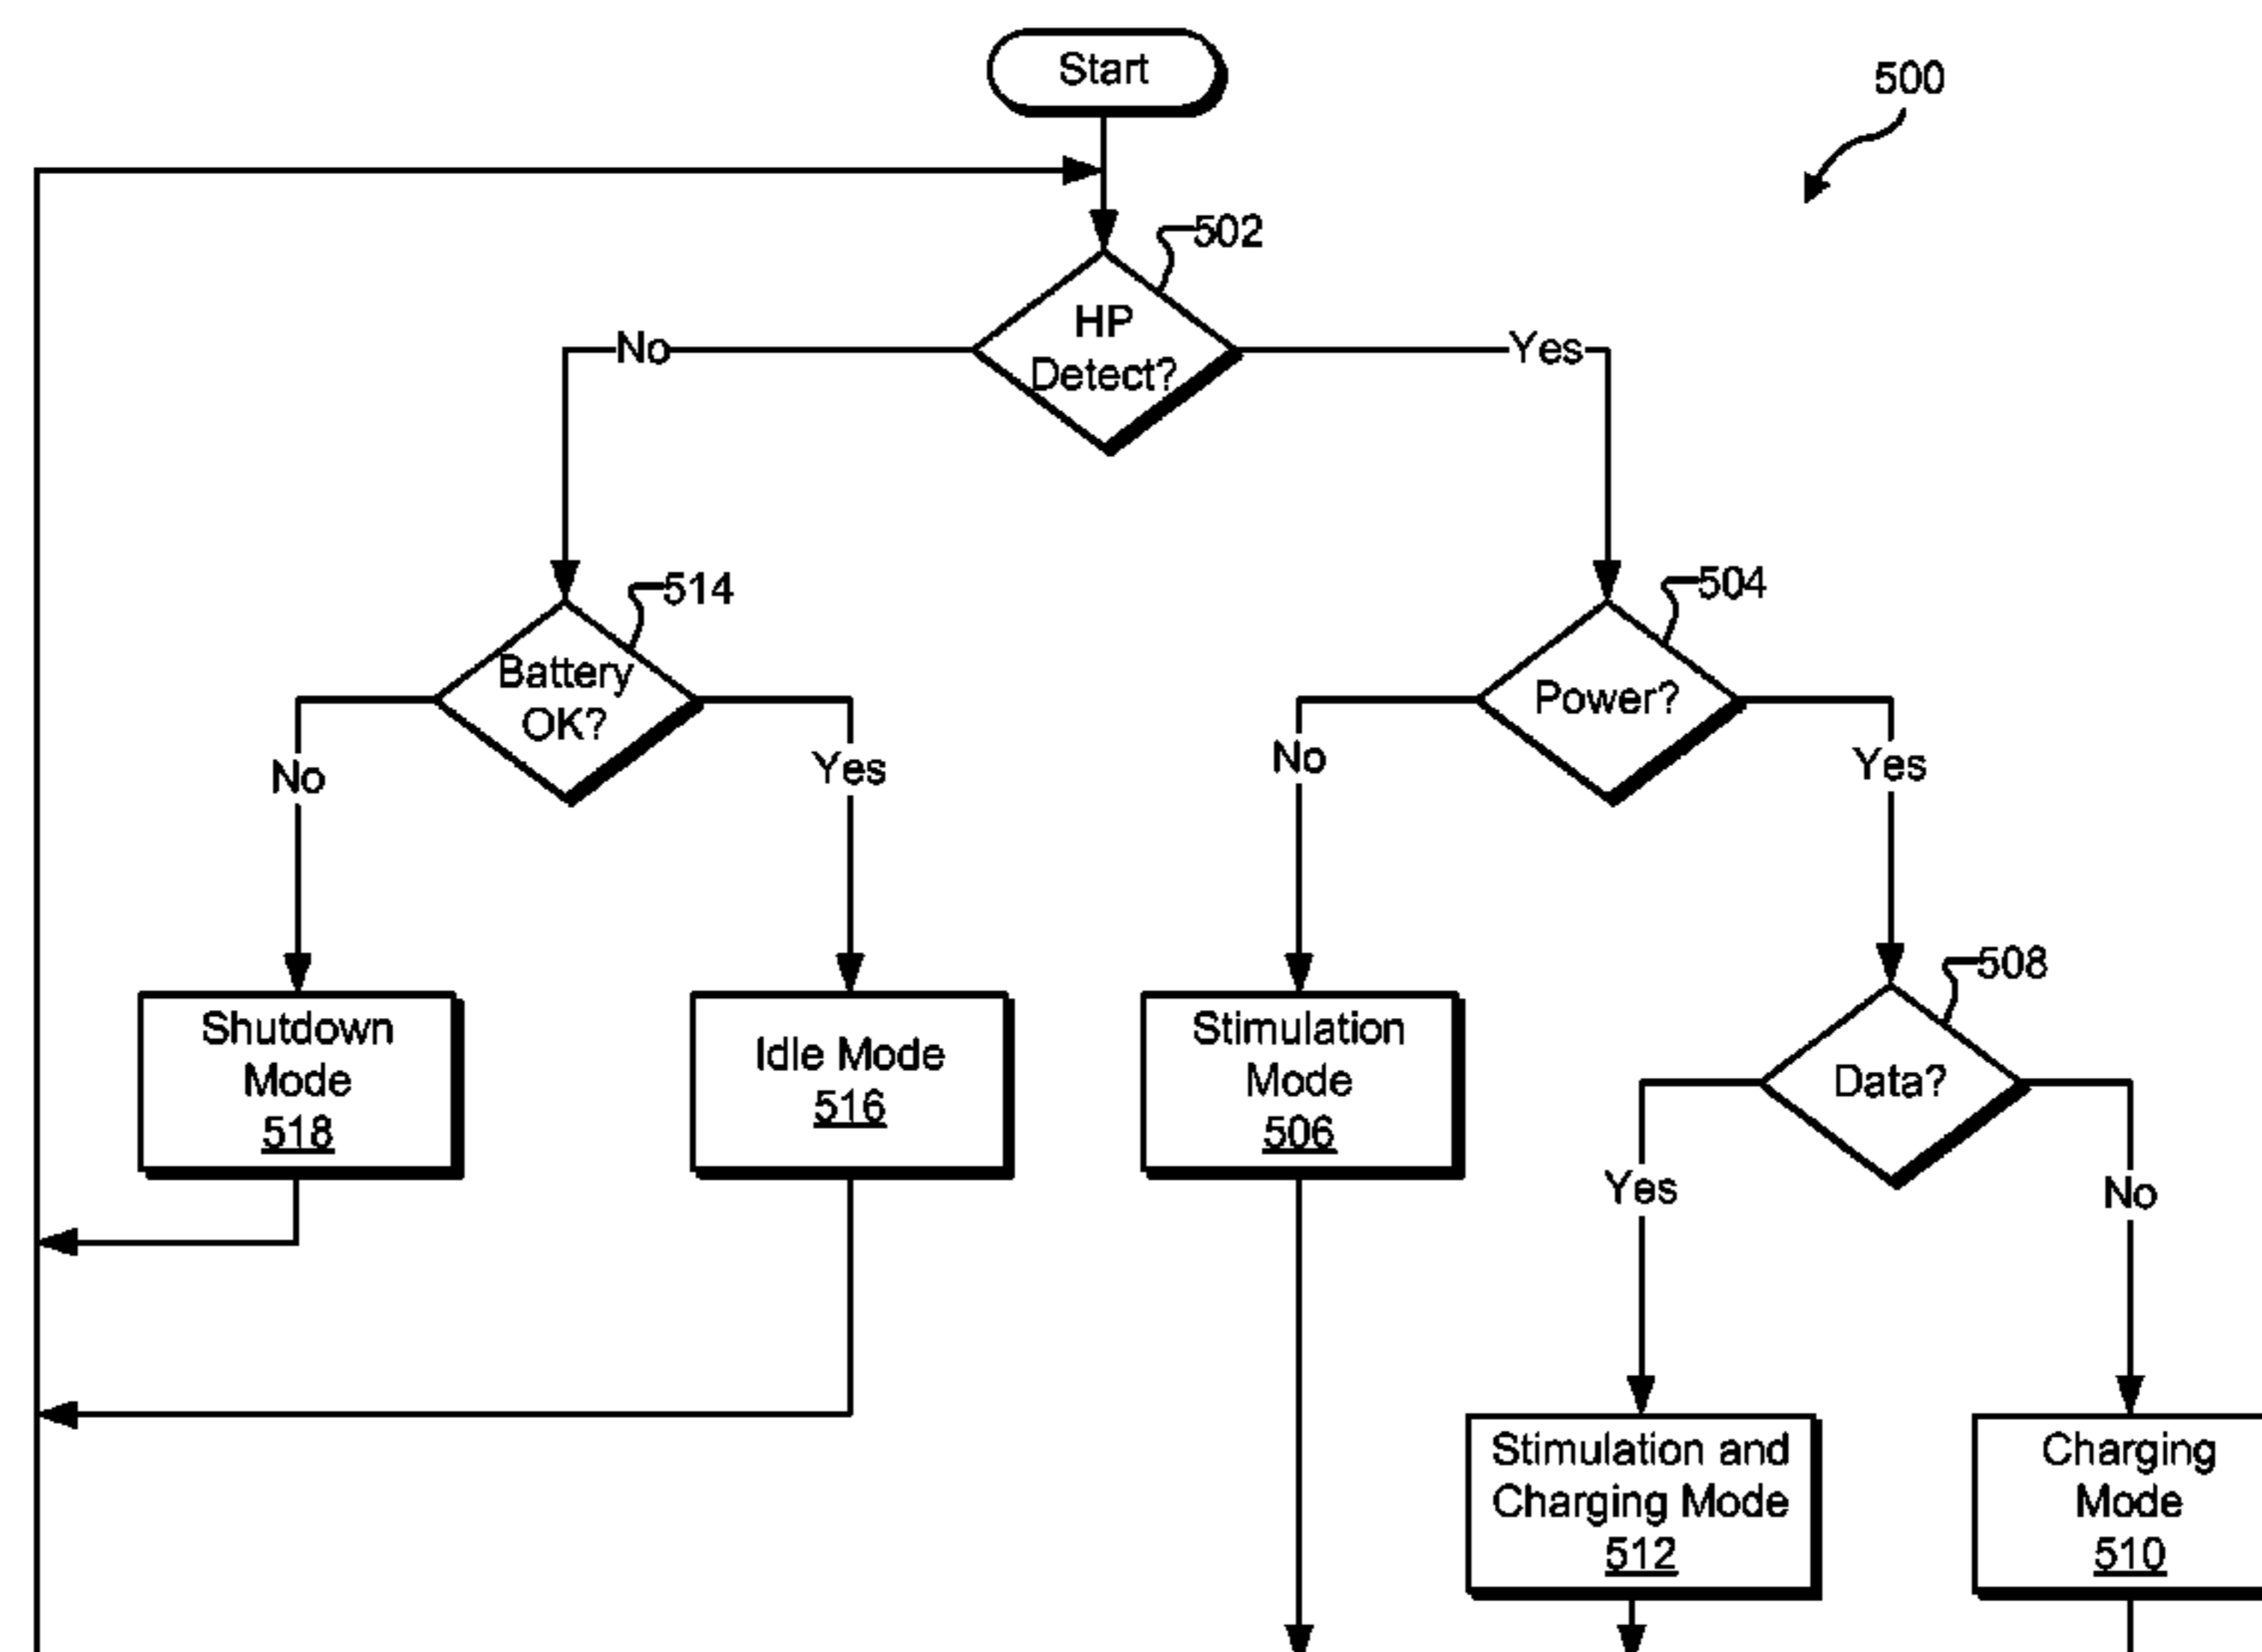 Start
500
502
HP
Detect?
No
Yes
514
504
Battery
OK?
Power?
No
Yes
No
Yes
508
Shutdown
Mode
518
Idle Mode
516
Stimulation
Mode
506
Data?
Yes
No
Stimulation and
Charging Mode
512
Charging
Mode
510